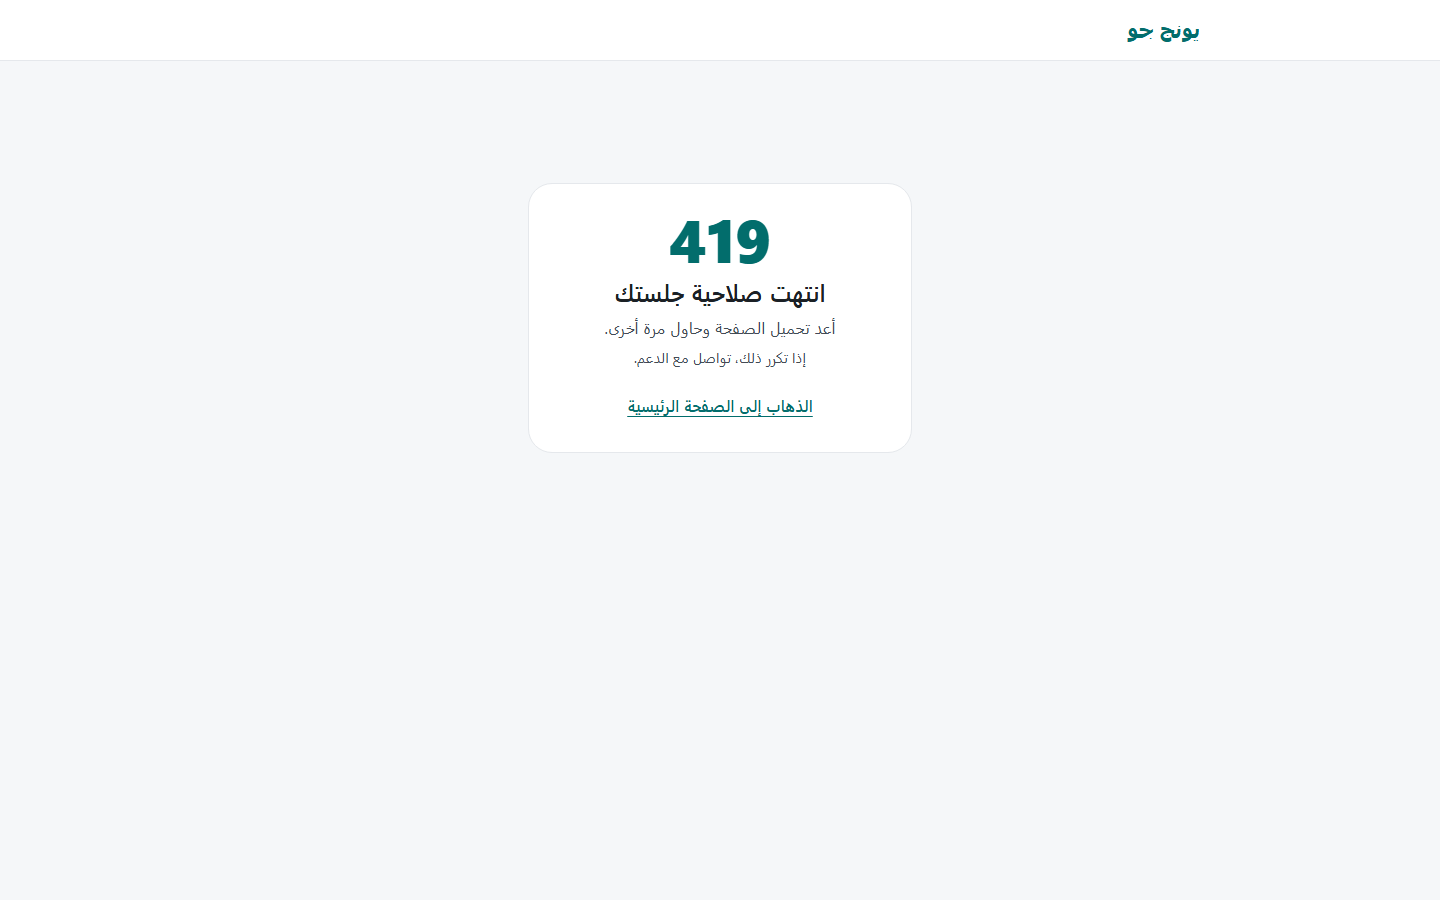 يونج جو
419
انتهت صلاحية جلستك
أعد تحميل الصفحة وحاول مرة أخرى.
إذا تكرر ذلك، تواصل مع الدعم.
الذهاب إلى الصفحة الرئيسية